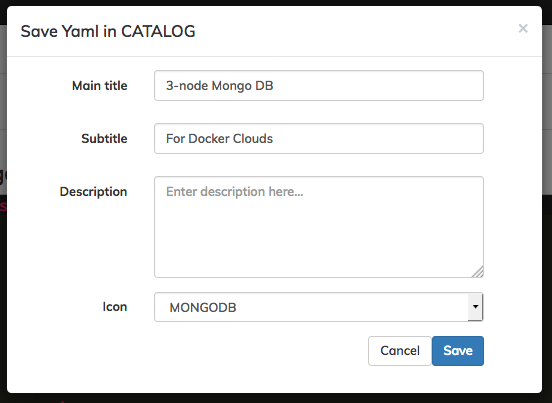 Save Yaml in CATALOG ×
Main title 3-node Mongo DB
Subtitle For Docker Clouds
Description Enter description here...
Icon MONGODB
Cancel Save